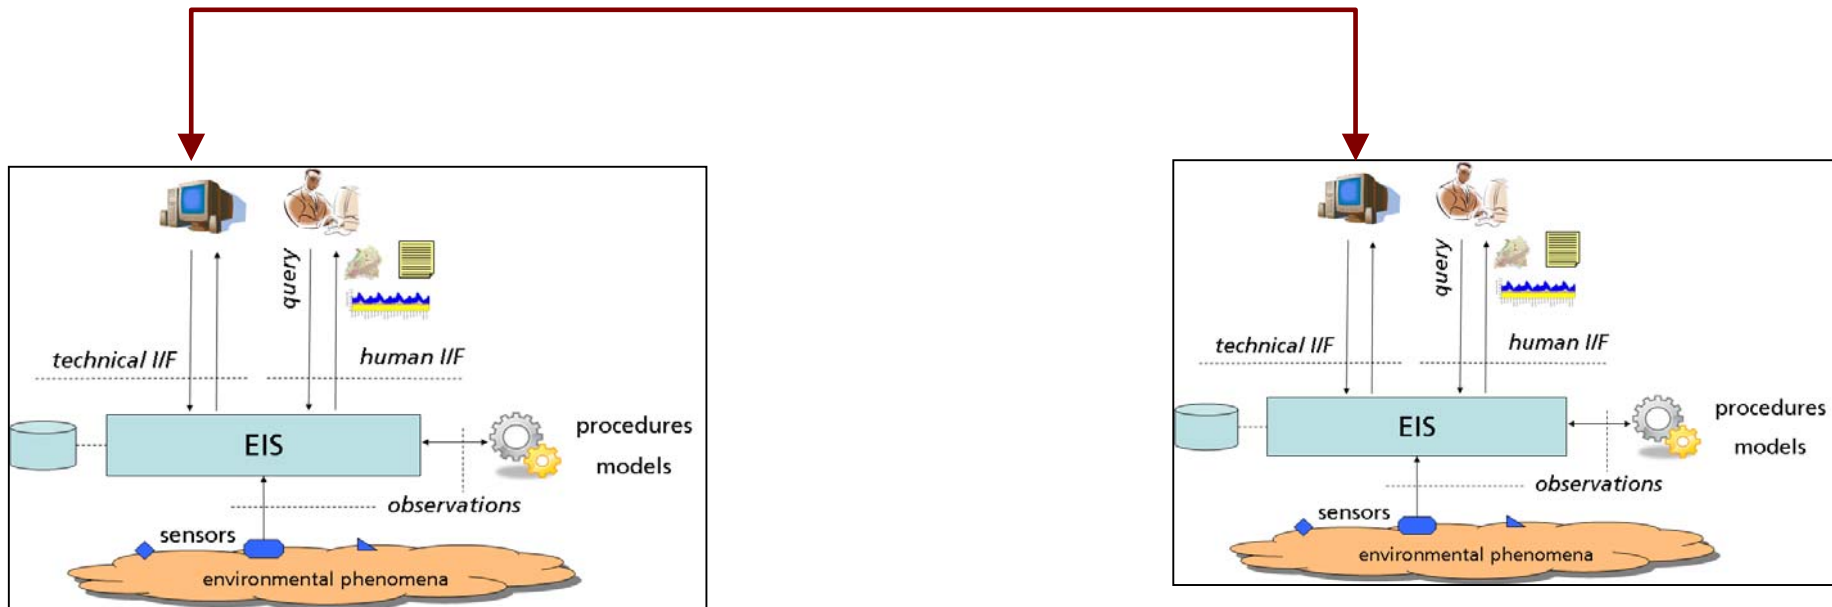 query
technical I/F
human I/F
EIS
procedures
models
observations
sensors
environmental phenomena
query
technical I/F
human I/F
EIS
procedures
models
observations
sensors
environmental phenomena